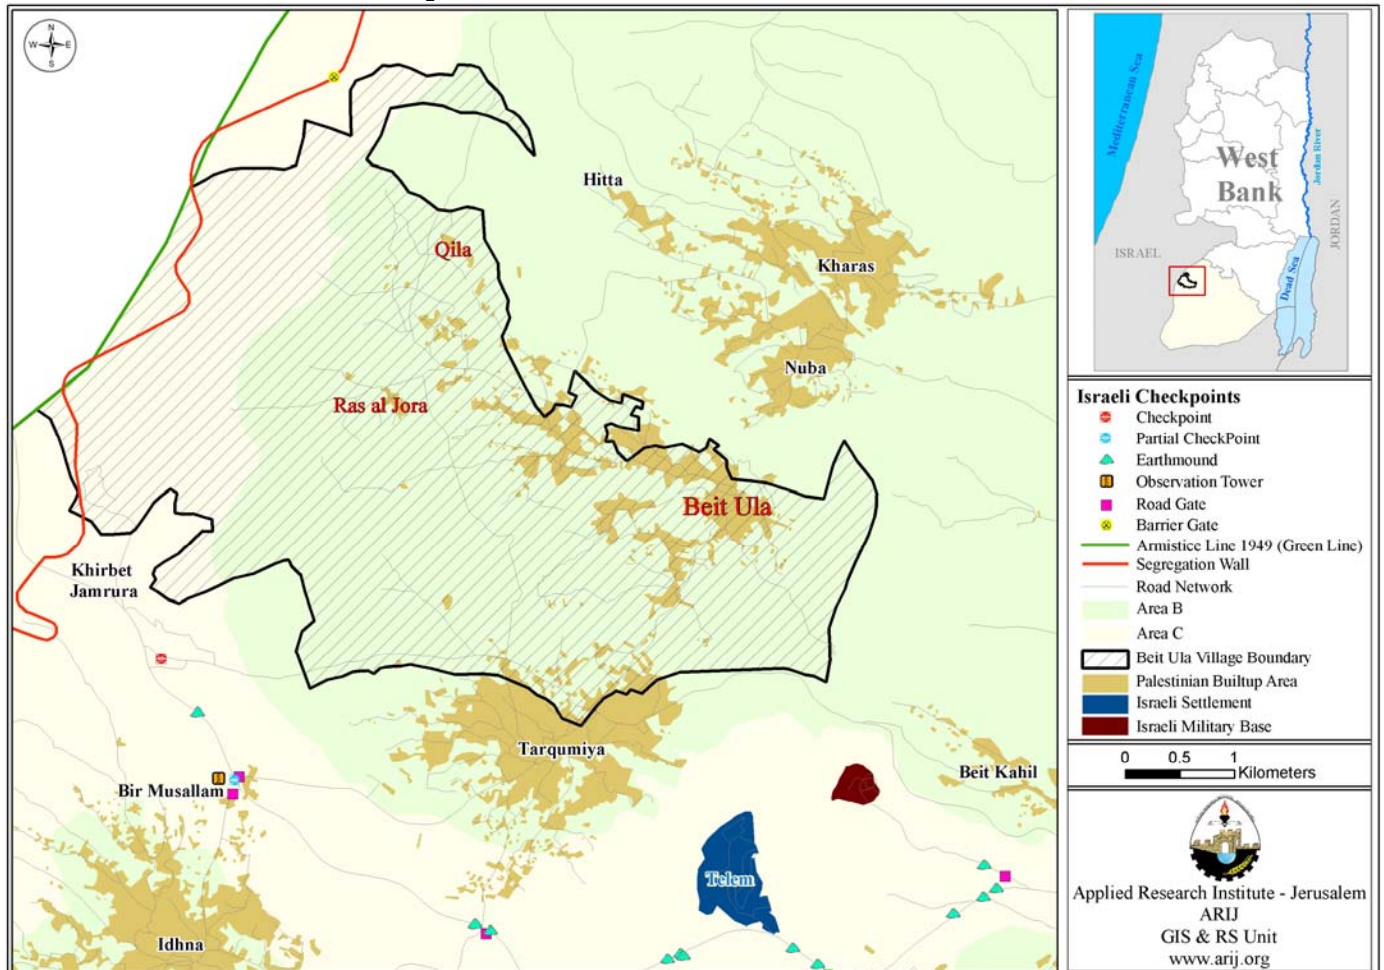 N
W E
S
Hitta
Qila
Kharas
Nuba
Ras al Jora
Beit Ula
Khirbet
Jamrura
Tarqumiya
Bir Musallam
Beit Kahil
Telem
Idhna
Mediterranean Sea
West
Bank
Jordan River
JORDAN
ISRAEL
Dead Sea
Israeli Checkpoints
Checkpoint
Partial CheckPoint
Earthmound
Observation Tower
Road Gate
Barrier Gate
Armistice Line 1949 (Green Line)
Segregation Wall
Road Network
Area B
Area C
Beit Ula Village Boundary
Palestinian Builtup Area
Israeli Settlement
Israeli Military Base
0 0.5 1
Kilometers
Applied Research Institute - Jerusalem
ARIJ
GIS & RS Unit
www.arij.org